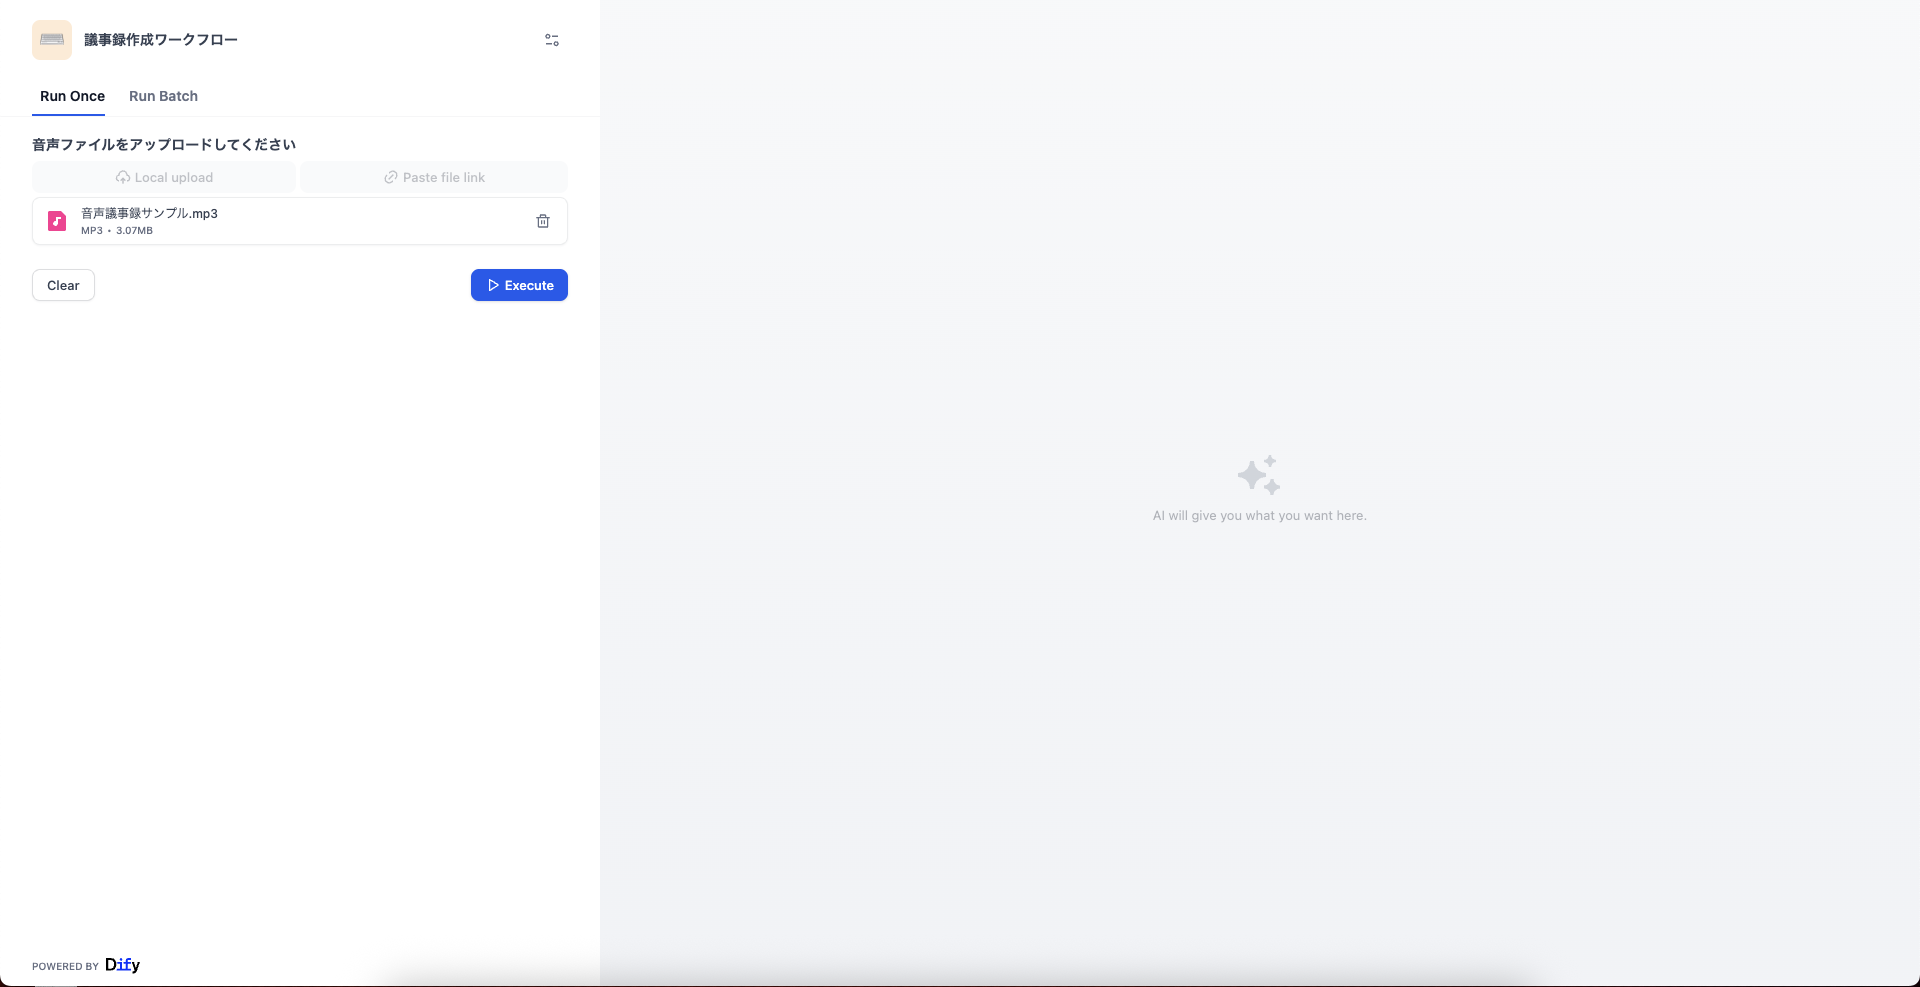 議事録作成ワークフロー
Run Once Run Batch
音声ファイルをアップロードしてください
Local upload Paste file link
音声議事録サンプル.mp3
MP3 • 3.07MB
Clear Execute
AI will give you what you want here.
POWERED BY Dify